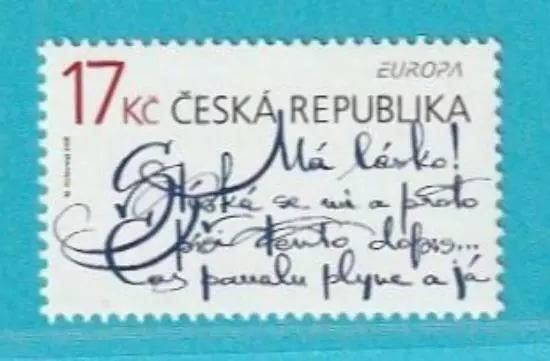 EUROPA
17 Kč ČESKÁ REPUBLIKA
Má lásko!
Stýská se mi a proto
píši tento dopis...
Čas pomalu plyne a já